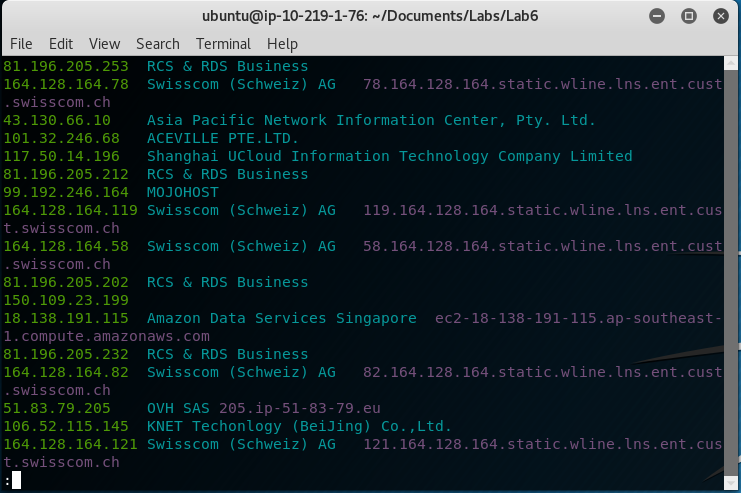 ubuntu@ip-10-219-1-76: ~/Documents/Labs/Lab6
File Edit View Search Terminal Help
81.196.205.253 RCS & RDS Business
164.128.164.78 Swisscom (Schweiz) AG 78.164.128.164.static.wline.lns.ent.cust
.swisscom.ch
43.130.66.10 Asia Pacific Network Information Center, Pty. Ltd.
101.32.246.68 ACEVILLE PTE.LTD.
117.50.14.196 Shanghai UCloud Information Technology Company Limited
81.196.205.212 RCS & RDS Business
99.192.246.164 MOJOHOST
164.128.164.119 Swisscom (Schweiz) AG 119.164.128.164.static.wline.lns.ent.cus
t.swisscom.ch
164.128.164.58 Swisscom (Schweiz) AG 58.164.128.164.static.wline.lns.ent.cust
.swisscom.ch
81.196.205.202 RCS & RDS Business
150.109.23.199
18.138.191.115 Amazon Data Services Singapore ec2-18-138-191-115.ap-southeast-
1.compute.amazonaws.com
81.196.205.232 RCS & RDS Business
164.128.164.82 Swisscom (Schweiz) AG 82.164.128.164.static.wline.lns.ent.cust
.swisscom.ch
51.83.79.205 OVH SAS 205.ip-51-83-79.eu
106.52.115.145 KNET Techonlogy (BeiJing) Co.,Ltd.
164.128.164.121 Swisscom (Schweiz) AG 121.164.128.164.static.wline.lns.ent.cus
t.swisscom.ch
: